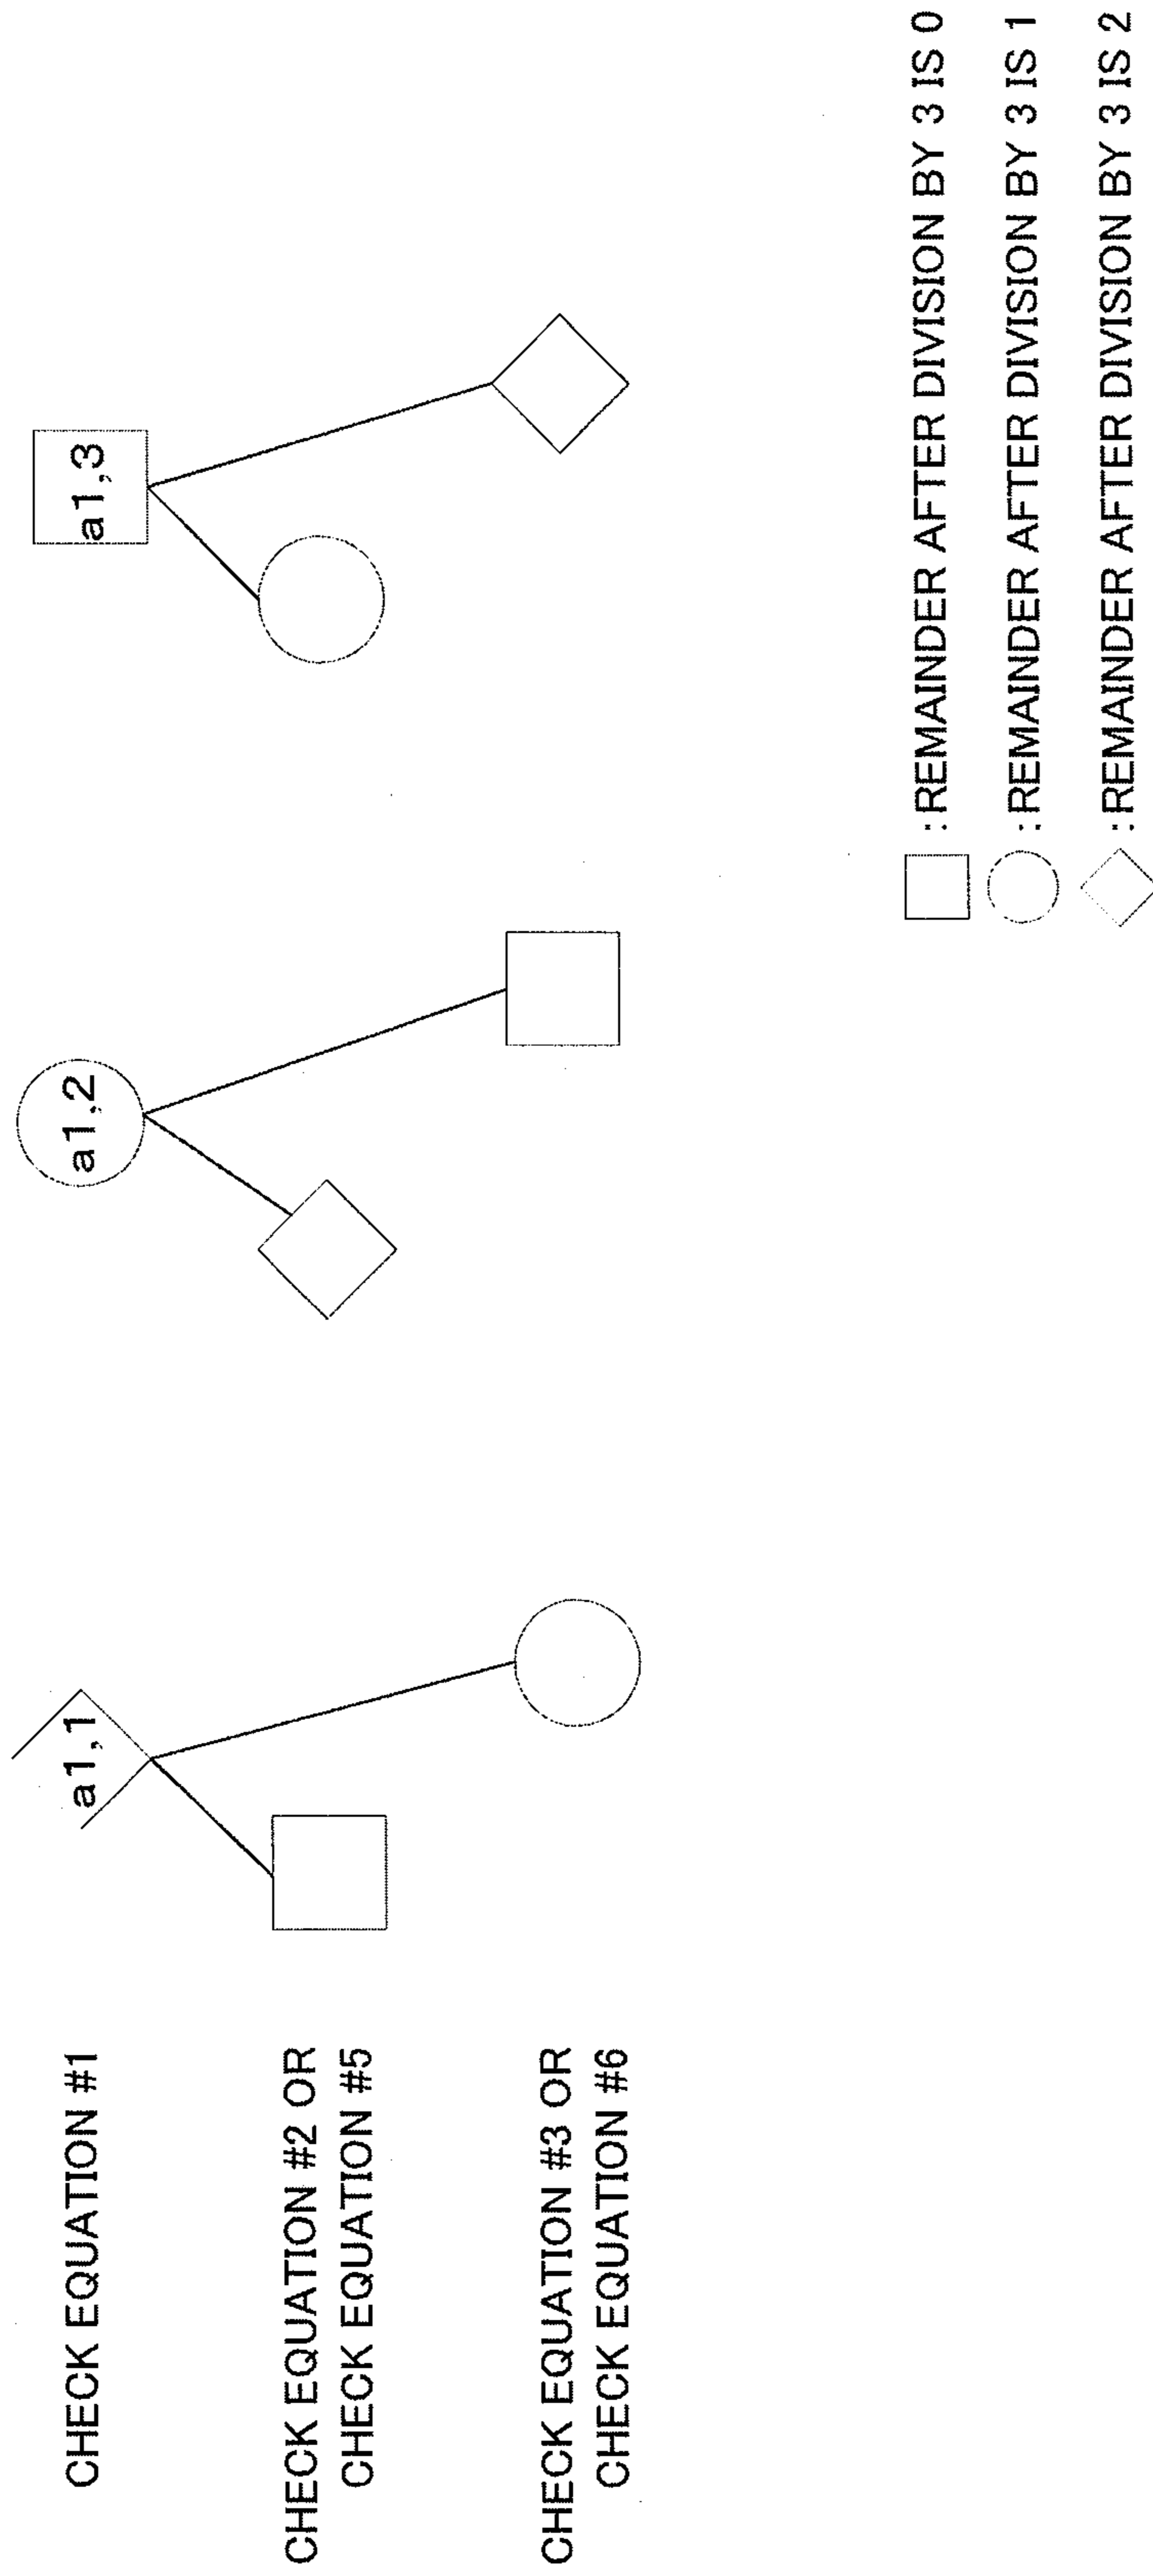 CHECK EQUATION #1
a1,1
a1,2
a1,3
CHECK EQUATION #2 OR
CHECK EQUATION #5
CHECK EQUATION #3 OR
CHECK EQUATION #6
:REMAINDER AFTER DIVISION BY 3 IS 0
:REMAINDER AFTER DIVISION BY 3 IS 1
:REMAINDER AFTER DIVISION BY 3 IS 2